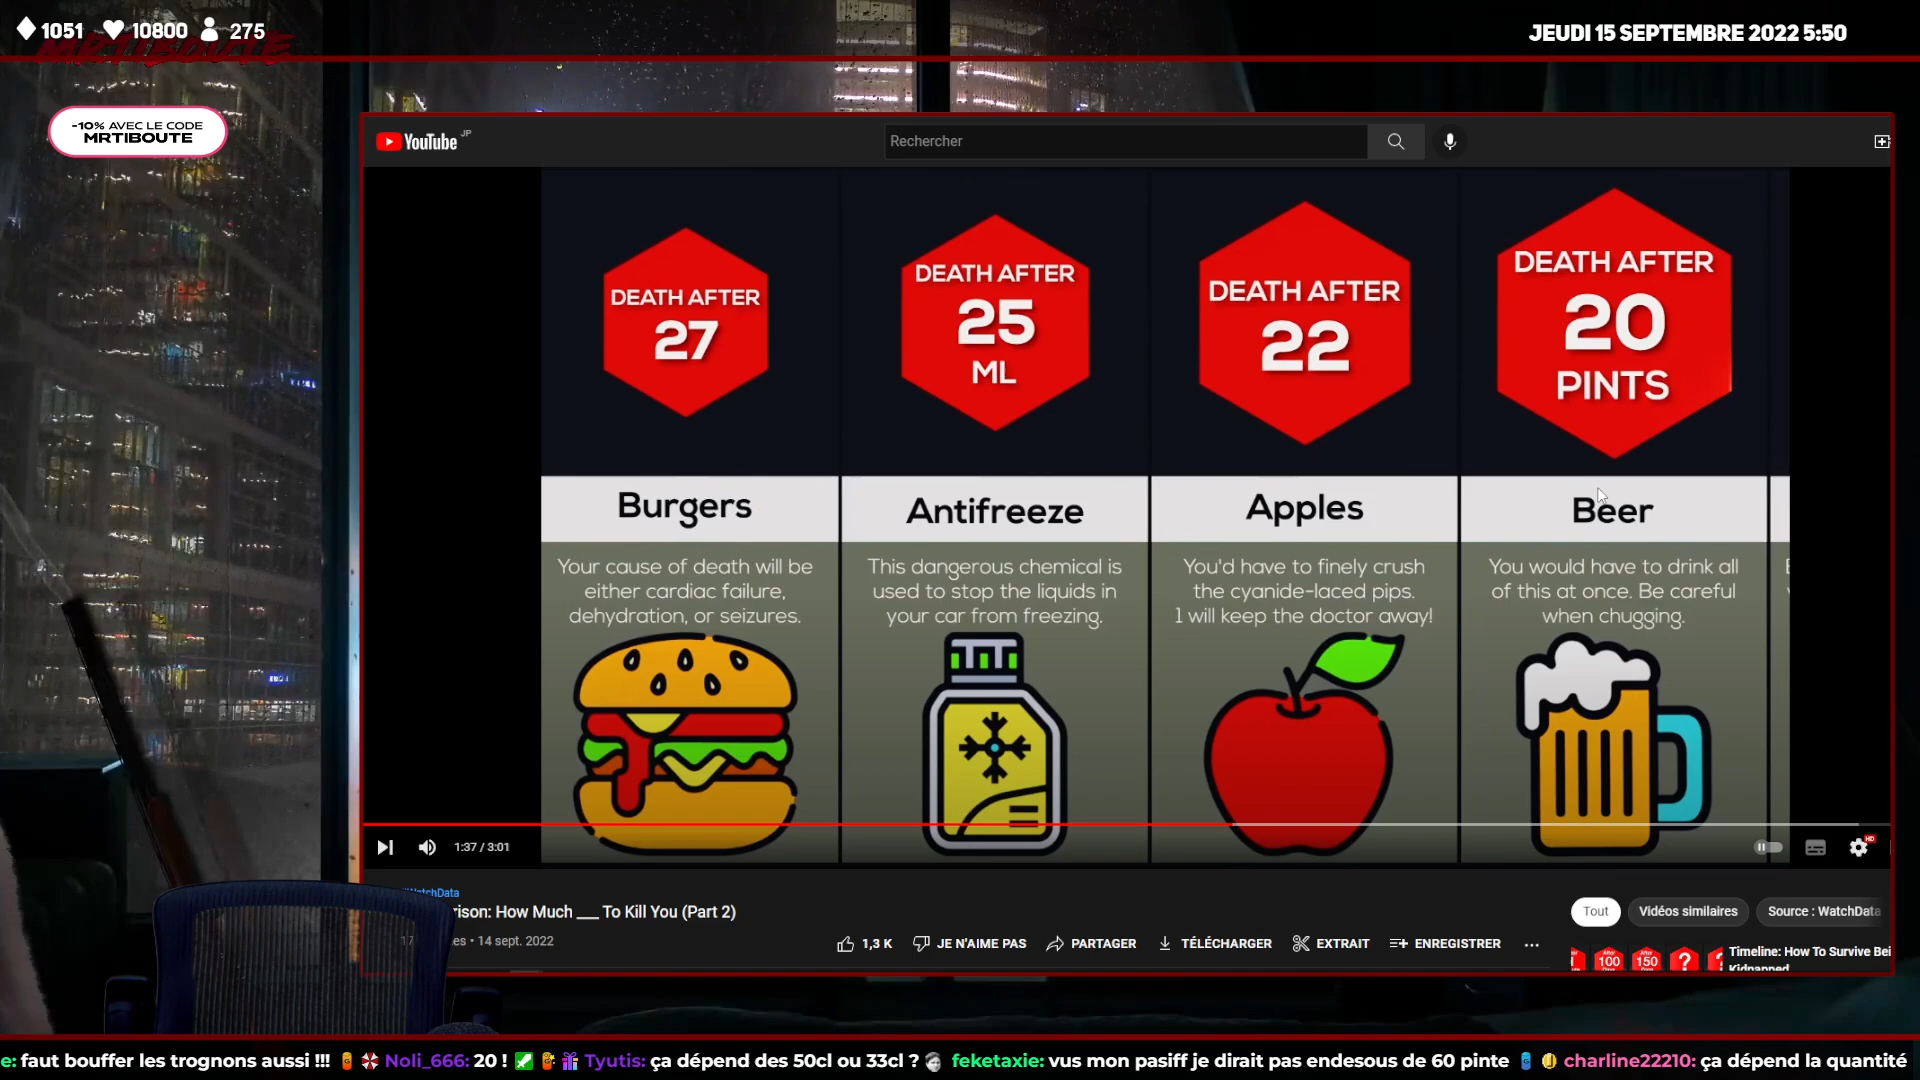 1051 10800 275
JEUDI 15 SEPTEMBRE 2022 5:50
MRTIBOUTE
-10% AVEC LE CODE
MRTIBOUTE
YouTube JP
Rechercher
DEATH AFTER
27
DEATH AFTER
25
ML
DEATH AFTER
22
DEATH AFTER
20
PINTS
Burgers
Antifreeze
Apples
Beer
Your cause of death will be
either cardiac failure,
dehydration, or seizures.
This dangerous chemical is
used to stop the liquids in
your car from freezing.
You'd have to finely crush
the cyanide-laced pips.
1 will keep the doctor away!
You would have to drink all
of this at once. Be careful
when chugging.
1:37 / 3:01
HD
WatchData
rison: How Much ___ To Kill You (Part 2)
es • 14 sept. 2022
1,3 K
JE N'AIME PAS
PARTAGER
TÉLÉCHARGER
EXTRAIT
ENREGISTRER
Tout
Vidéos similaires
Source : WatchData
100
150
?
Timeline: How To Survive Bei
Kidnapped
e: faut bouffer les trognons aussi !!! Noli_666: 20 ! Tyutis: ça dépend des 50cl ou 33cl ? feketaxie: vus mon pasiff je dirait pas endesous de 60 pinte charline22210: ça dépend la quantité